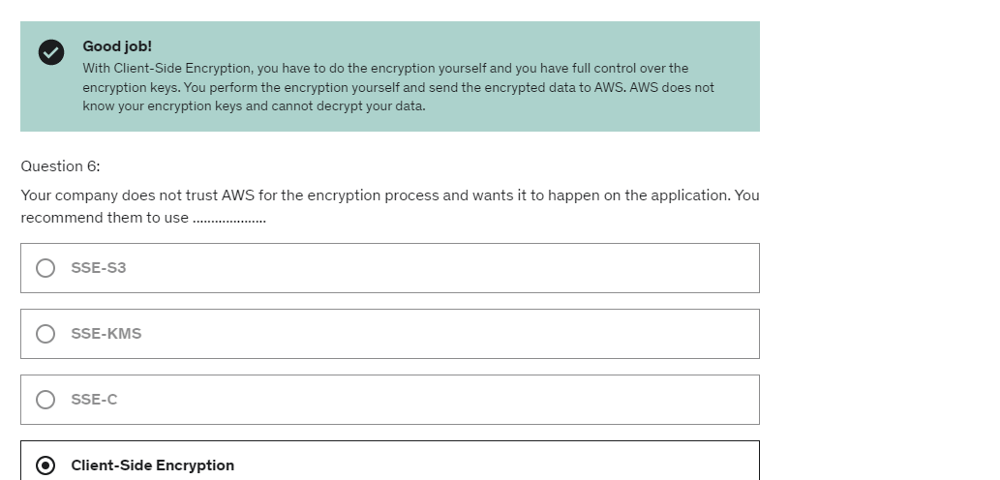 Good job!
With Client-Side Encryption, you have to do the encryption yourself and you have full control over the
encryption keys. You perform the encryption yourself and send the encrypted data to AWS. AWS does not
know your encryption keys and cannot decrypt your data.
Question 6:
Your company does not trust AWS for the encryption process and wants it to happen on the application. You
recommend them to use ....................
SSE-S3
SSE-KMS
SSE-C
Client-Side Encryption